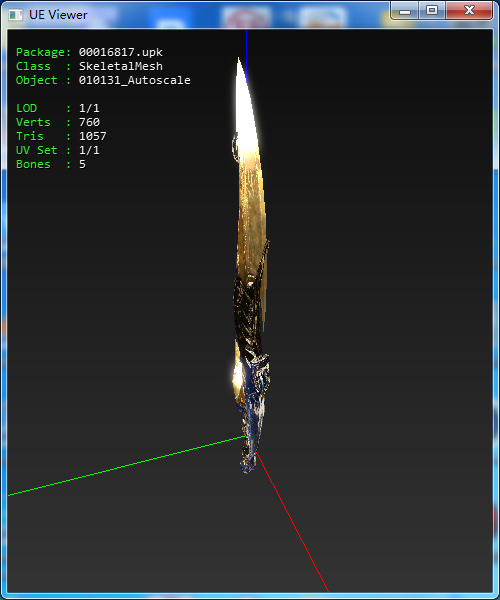 UE Viewer
Package: 00016817.upk
Class : SkeletalMesh
Object : 010131_Autoscale
LOD : 1/1
Verts : 760
Tris : 1057
UV Set : 1/1
Bones : 5